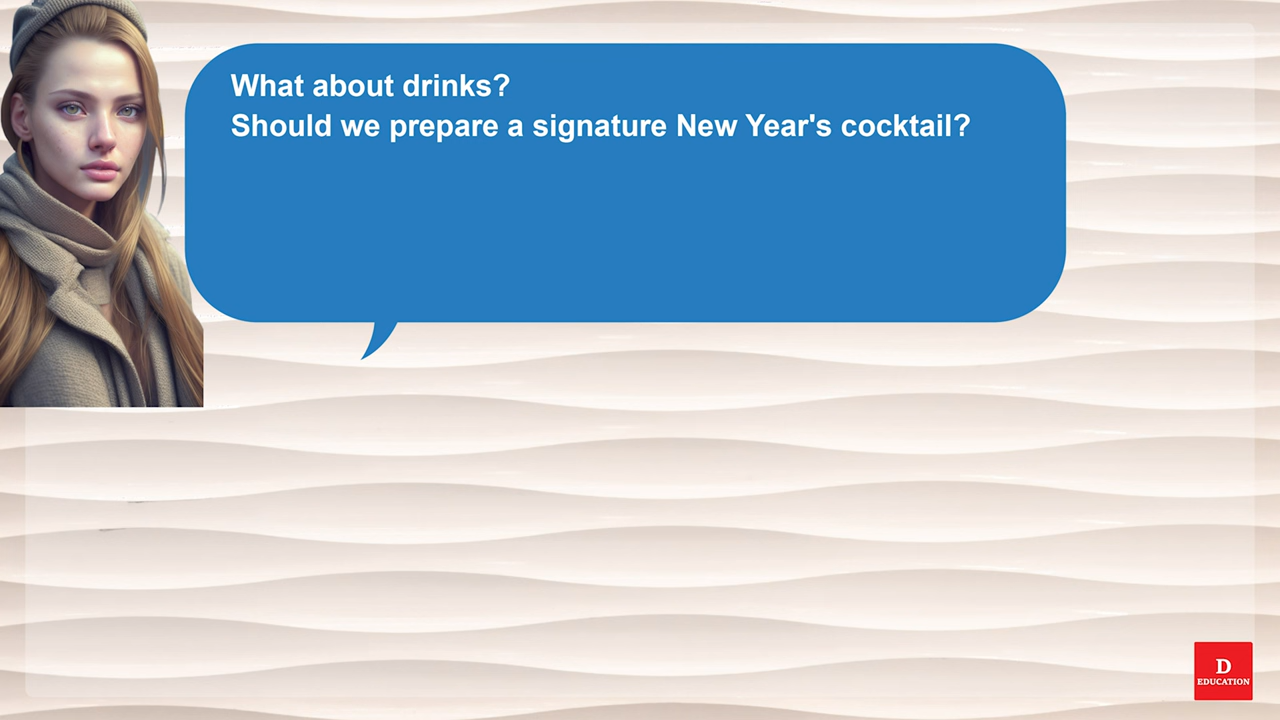 What about drinks?
Should we prepare a signature New Year's cocktail?
D
EDUCATION